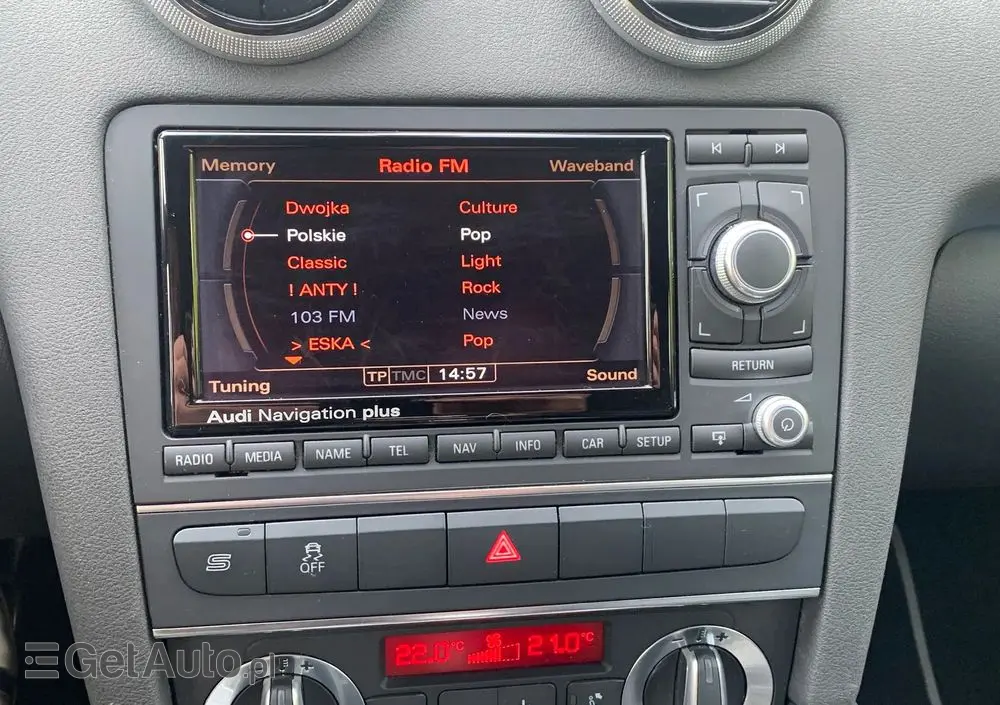 Memory Radio FM Waveband
Dwojka Culture
Polskie Pop
Classic Light
! ANTY ! Rock
103 FM News
> ESKA < Pop
TP TMC 14:57
Tuning Sound
Audi Navigation plus
RETURN
RADIO MEDIA NAME TEL NAV INFO CAR SETUP
S OFF
22.0°C 21.0°C
GetAuto.pl